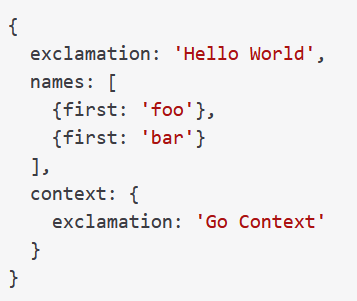 {
  exclamation: 'Hello World',
  names: [
    {first: 'foo'},
    {first: 'bar'}
  ],
  context: {
    exclamation: 'Go Context'
  }
}